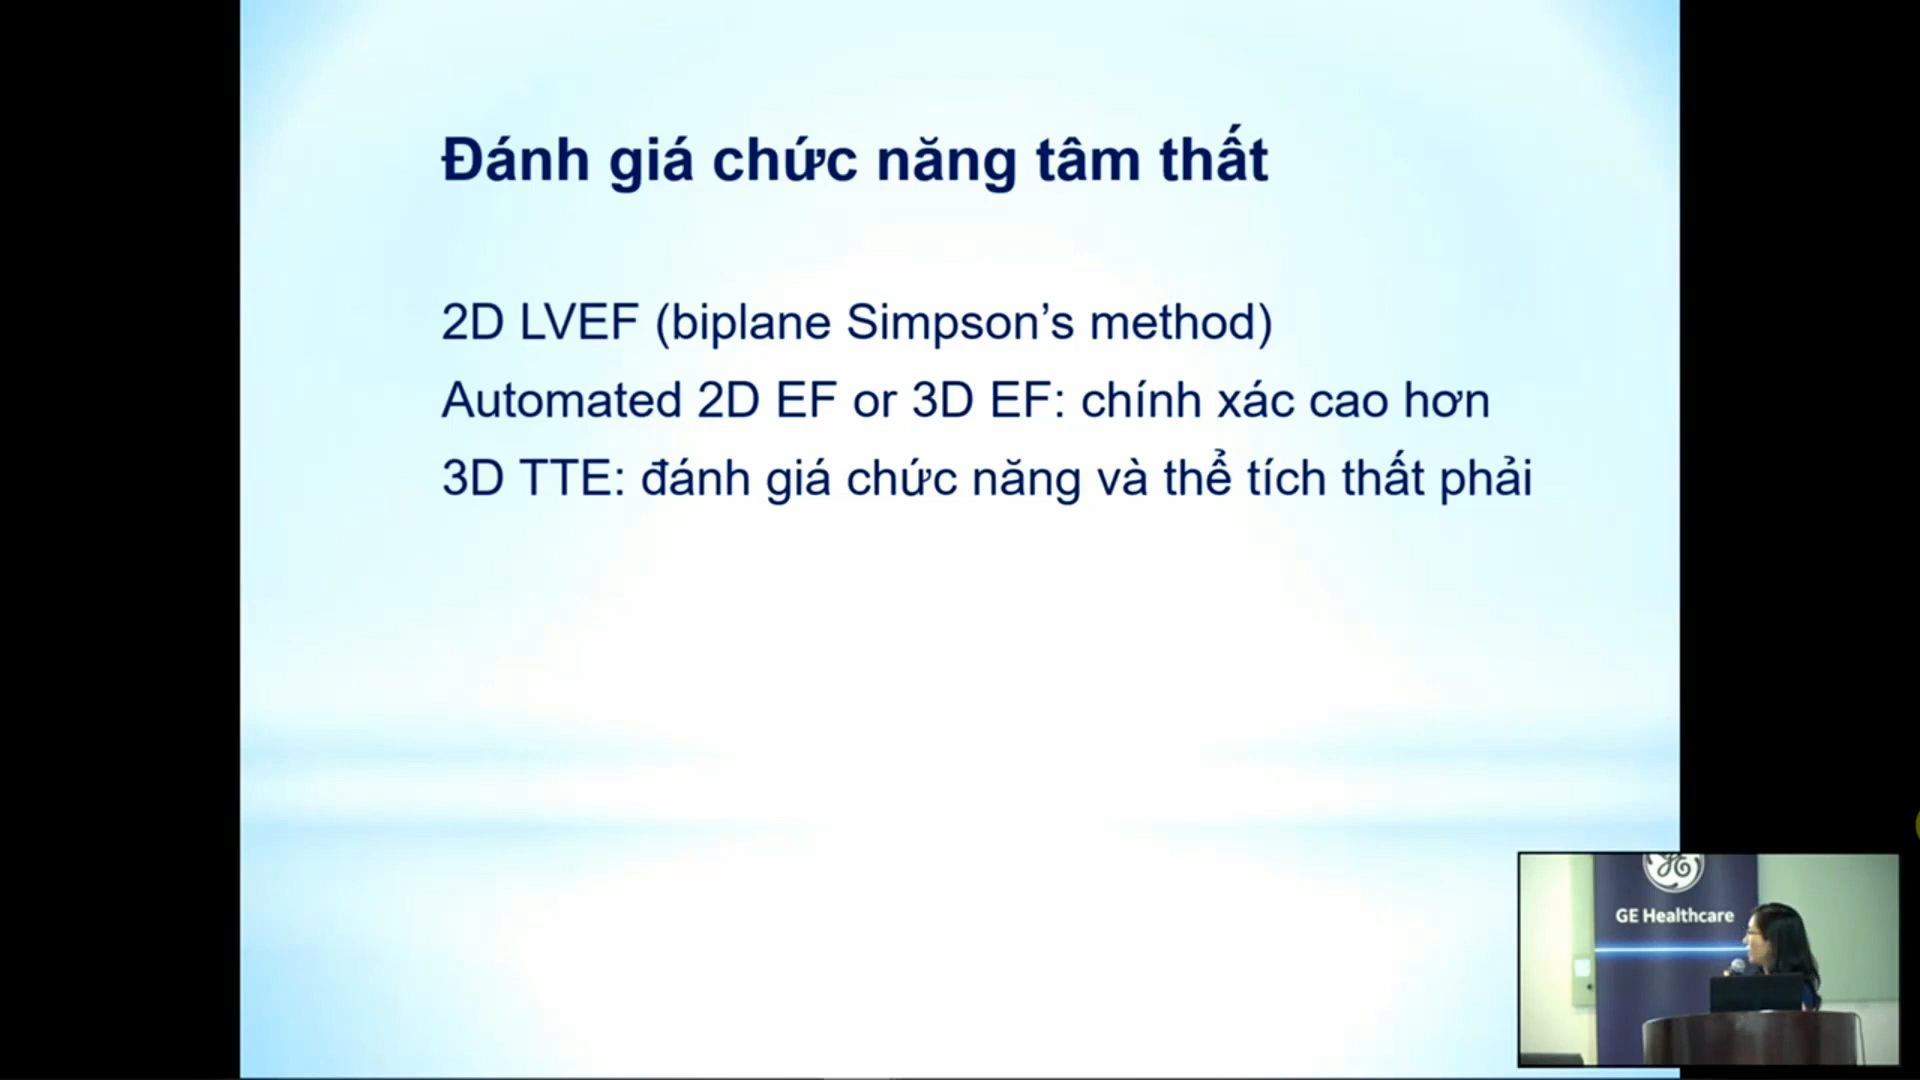 Đánh giá chức năng tâm thất
2D LVEF (biplane Simpson’s method)
Automated 2D EF or 3D EF: chính xác cao hơn
3D TTE: đánh giá chức năng và thể tích thất phải
GE Healthcare